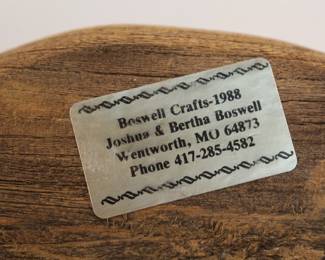 Boswell Crafts-1988
Joshua & Bertha Boswell
Wentworth, MO 64873
Phone 417-285-4582